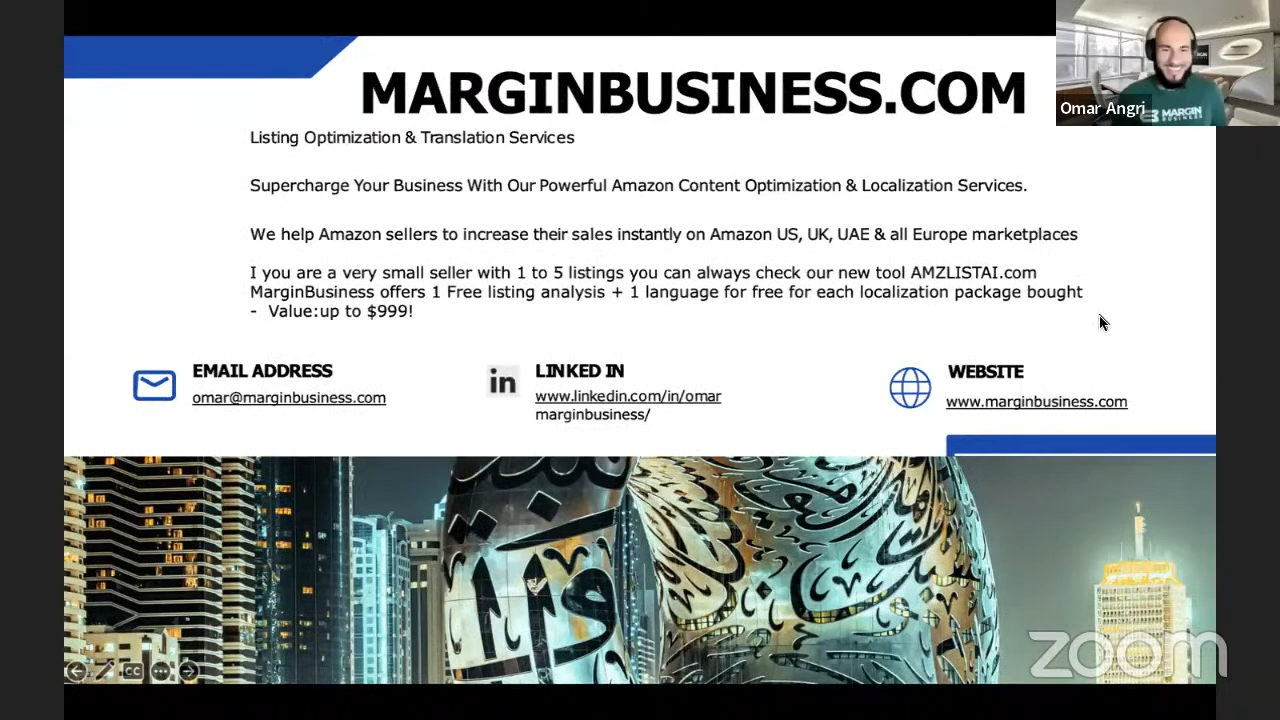 MARGINBUSINESS.COM
Listing Optimization & Translation Services
Supercharge Your Business With Our Powerful Amazon Content Optimization & Localization Services.
We help Amazon sellers to increase their sales instantly on Amazon US, UK, UAE & all Europe marketplaces
I you are a very small seller with 1 to 5 listings you can always check our new tool AMZLISTAI.com
MarginBusiness offers 1 Free listing analysis + 1 language for free for each localization package bought
- Value:up to $999!
EMAIL ADDRESS
omar@marginbusiness.com
in
LINKED IN
www.linkedin.com/in/omar
marginbusiness/
WEBSITE
www.marginbusiness.com
Omar Angri
MARGIN
BUSINESS
CC
zoom